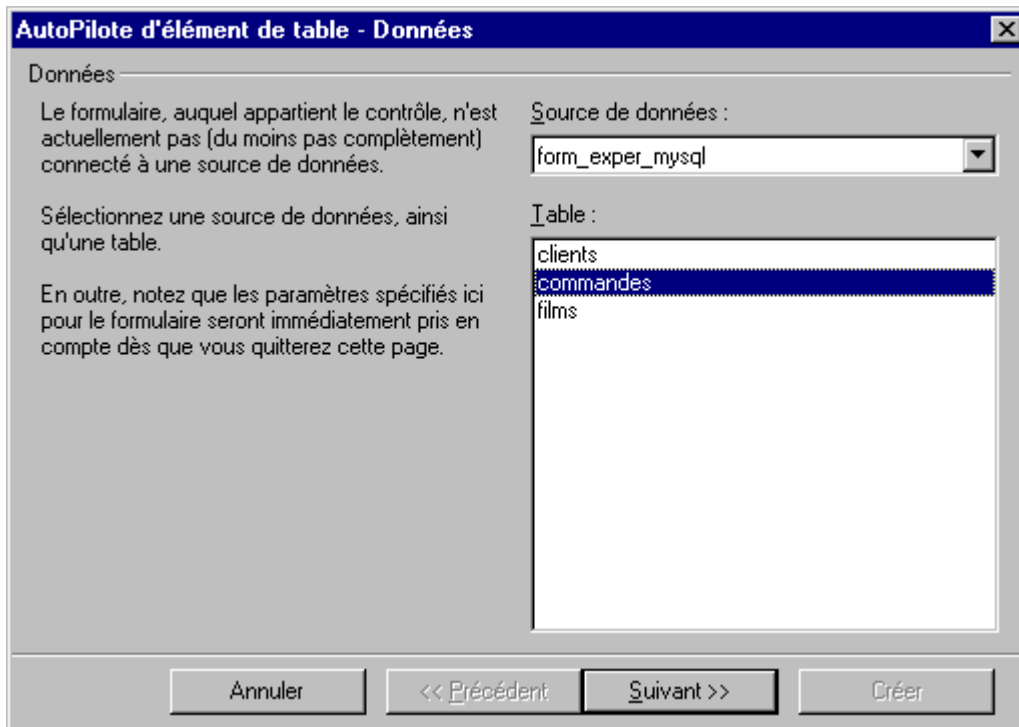 AutoPilote d'élément de table - Données
Données
Le formulaire, auquel appartient le contrôle, n'est
actuellement pas (du moins pas complètement)
connecté à une source de données.
Sélectionnez une source de données, ainsi
qu'une table.
En outre, notez que les paramètres spécifiés ici
pour le formulaire seront immédiatement pris en
compte dès que vous quitterez cette page.
Source de données :
form_exper_mysql
Table :
clients
commandes
films
Annuler
<< Précédent
Suivant >>
Créer